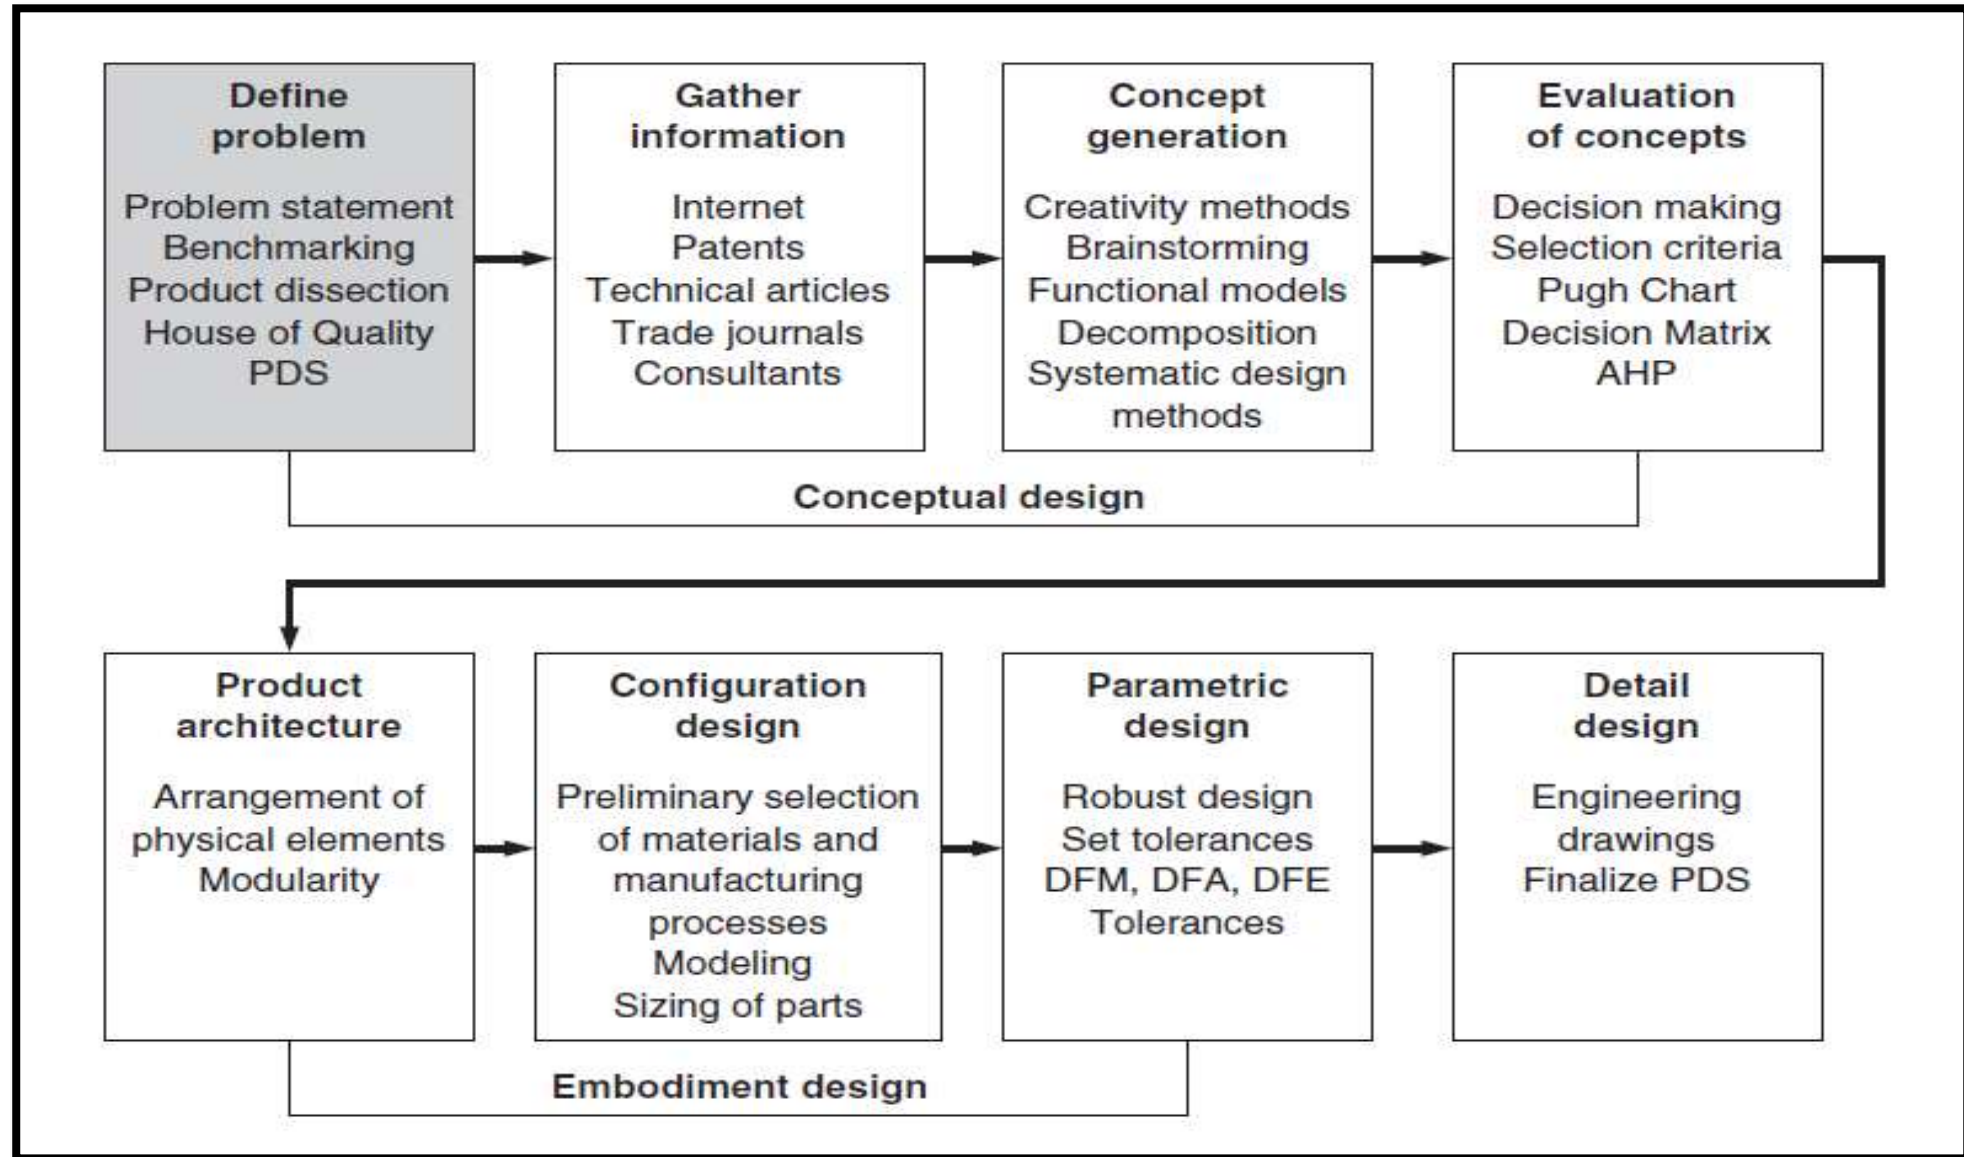 Define
problem
Problem statement
Benchmarking
Product dissection
House of Quality
PDS
Gather
information
Internet
Patents
Technical articles
Trade journals
Consultants
Concept
generation
Creativity methods
Brainstorming
Functional models
Decomposition
Systematic design
methods
Evaluation
of concepts
Decision making
Selection criteria
Pugh Chart
Decision Matrix
AHP
Conceptual design
Product
architecture
Arrangement of
physical elements
Modularity
Configuration
design
Preliminary selection
of materials and
manufacturing
processes
Modeling
Sizing of parts
Parametric
design
Robust design
Set tolerances
DFM, DFA, DFE
Tolerances
Detail
design
Engineering
drawings
Finalize PDS
Embodiment design